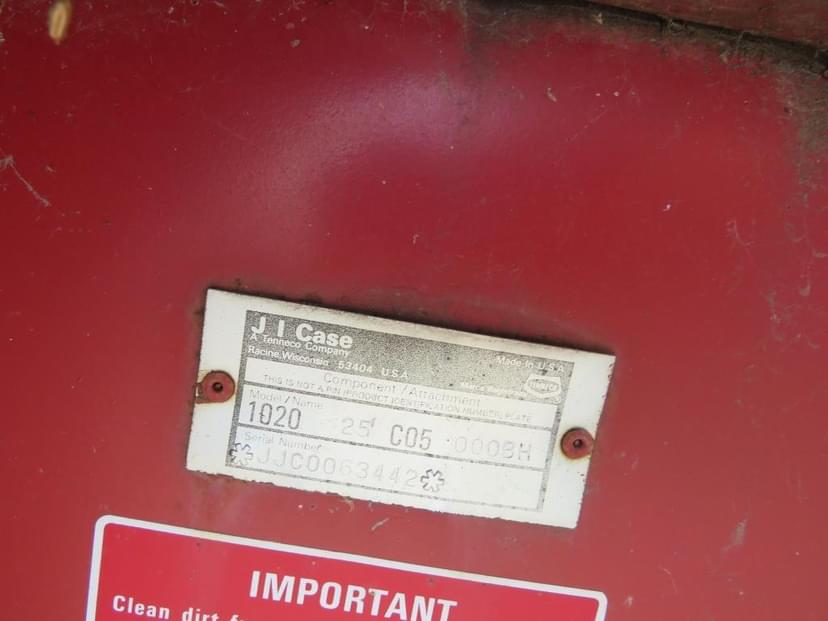 J I Case
A Tenneco Company
Racine, Wisconsin 53404 U.S.A.
Made In U.S.A.
Component/Attachment
THIS IS NOT A P.I.N. (PRODUCT IDENTIFICATION NUMBER) PLATE
Model/Name
1020 25' C05 000BH
Serial Number
JJC0063442
IMPORTANT
Clean dirt